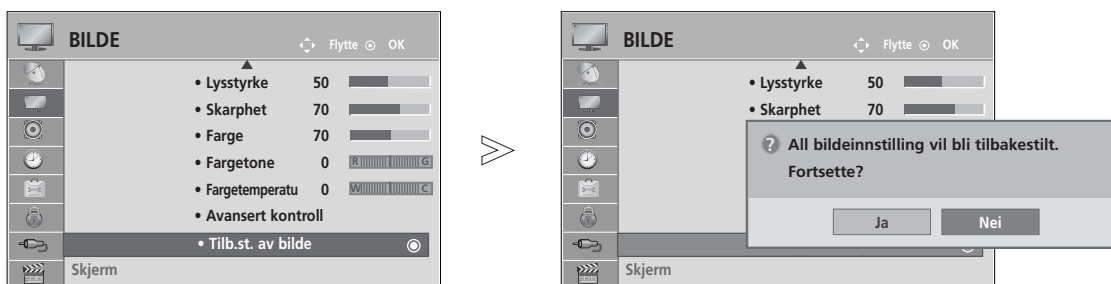 BILDE
Flytte OK
• Lysstyrke 50
• Skarphet 70
• Farge 70
• Fargetone 0 R G
• Fargetemperatu 0 W C
• Avansert kontroll
• Tilb.st. av bilde
Skjerm
BILDE
Flytte OK
• Lysstyrke 50
• Skarphet 70
? All bildeinnstilling vil bli tilbakestilt.
Fortsette?
Ja Nei
Skjerm